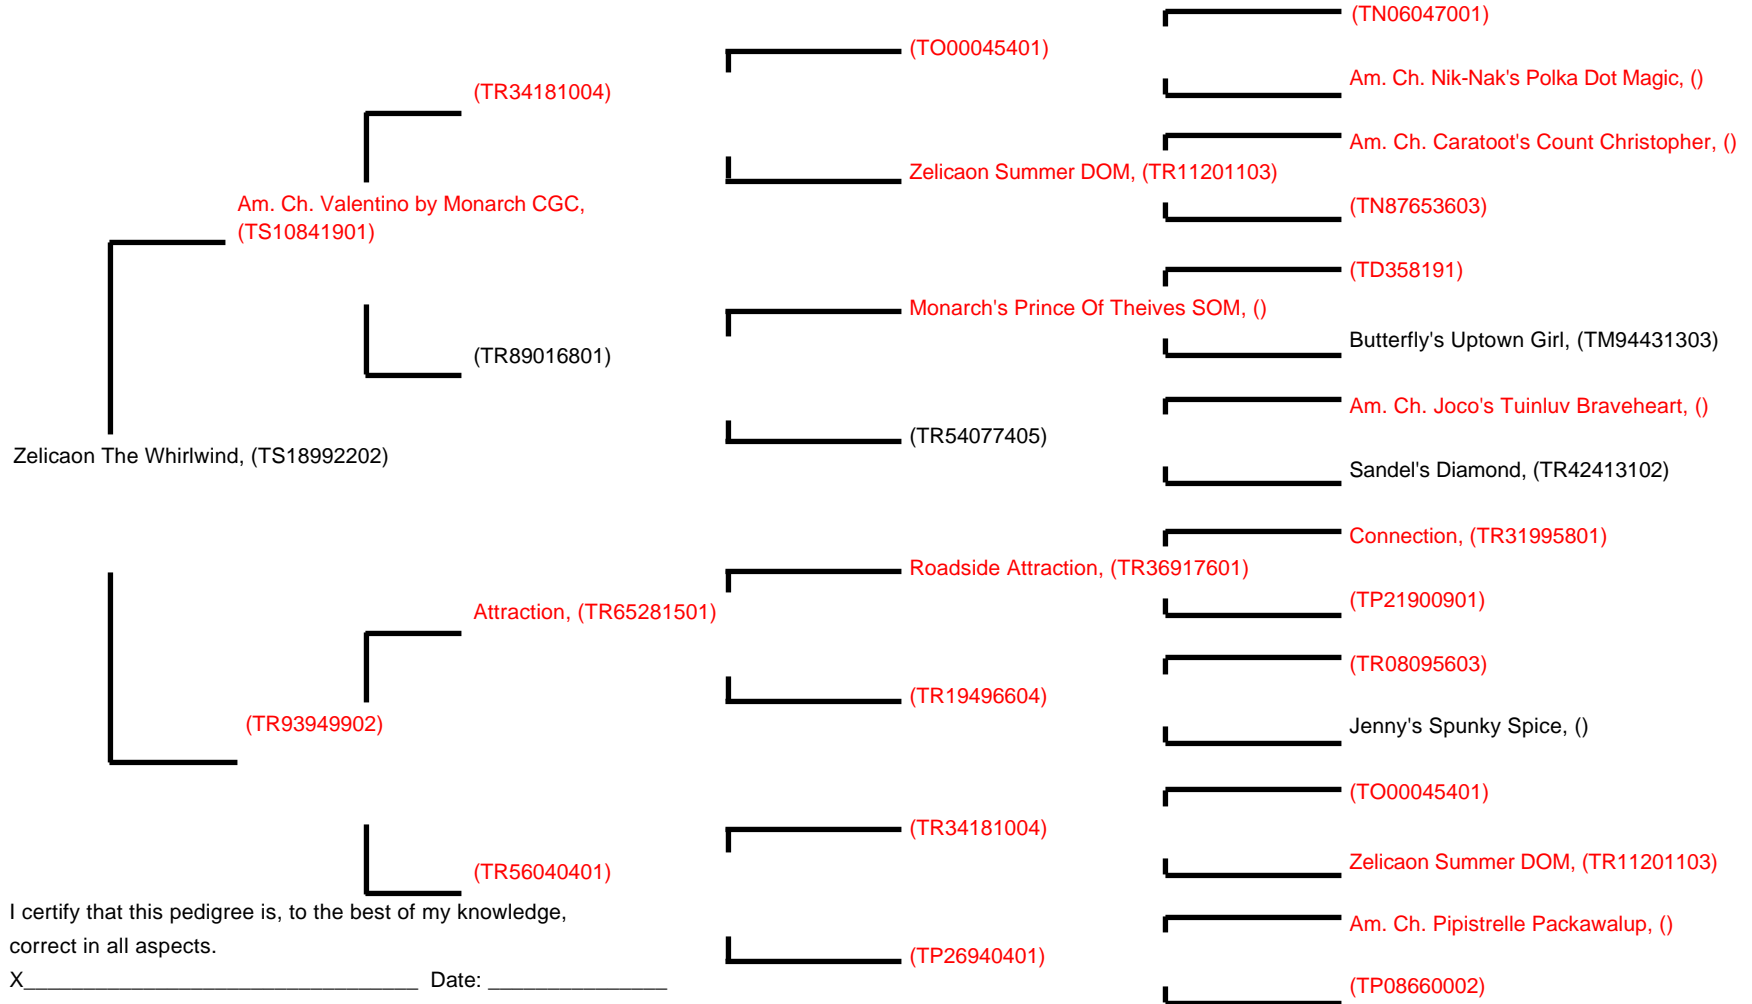 (TN06047001)
(TO00045401)
Am. Ch. Nik-Nak's Polka Dot Magic, ()
(TR34181004)
Am. Ch. Caratoot's Count Christopher, ()
Zelicaon Summer DOM, (TR11201103)
Am. Ch. Valentino by Monarch CGC,
(TS10841901)
(TN87653603)
(TD358191)
Monarch's Prince Of Theives SOM, ()
Butterfly's Uptown Girl, (TM94431303)
(TR89016801)
Am. Ch. Joco's Tuinluv Braveheart, ()
(TR54077405)
Zelicaon The Whirlwind, (TS18992202)
Sandel's Diamond, (TR42413102)
Connection, (TR31995801)
Roadside Attraction, (TR36917601)
(TP21900901)
Attraction, (TR65281501)
(TR08095603)
(TR19496604)
(TR93949902)
Jenny's Spunky Spice, ()
(TO00045401)
(TR34181004)
Zelicaon Summer DOM, (TR11201103)
(TR56040401)
Am. Ch. Pipistrelle Packawalup, ()
(TP26940401)
(TP08660002)
I certify that this pedigree is, to the best of my knowledge,
correct in all aspects.
X_________________________________ Date: _______________